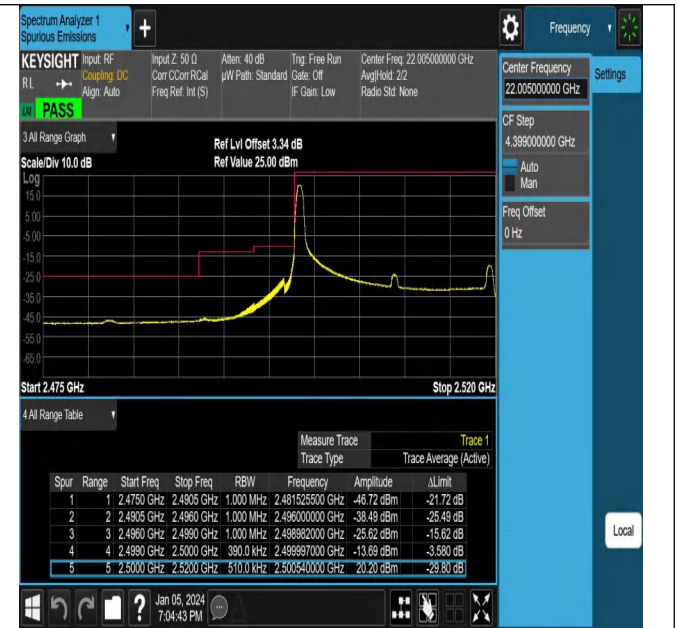 Spectrum Analyzer 1
Spurious Emissions
Frequency
KEYSIGHT Input: RF Input Z: 50 Ω Atten: 40 dB Trig: Free Run Center Freq: 22.005000000 GHz
RL Coupling: DC Corr CCorr RCal µW Path: Standard Gate: Off Avg|Hold: 2/2
Align: Auto Freq Ref: Int (S) IF Gain: Low Radio Std: None
PASS
Center Frequency
22.005000000 GHz
Settings
CF Step
4.399000000 GHz
Auto
Man
Freq Offset
0 Hz
3 All Range Graph
Ref Lvl Offset 3.34 dB
Scale/Div 10.0 dB Ref Value 25.00 dBm
Log
15.0
5.00
-5.00
-15.0
-25.0
-35.0
-45.0
-55.0
-65.0
Start 2.475 GHz Stop 2.520 GHz
4 All Range Table
Measure Trace Trace 1
Trace Type Trace Average (Active)
Spur Range Start Freq Stop Freq RBW Frequency Amplitude ΔLimit
1 1 2.4750 GHz 2.4905 GHz 1.000 MHz 2.481525500 GHz -46.72 dBm -21.72 dB
2 2 2.4905 GHz 2.4960 GHz 1.000 MHz 2.496000000 GHz -38.49 dBm -25.49 dB
3 3 2.4960 GHz 2.4990 GHz 1.000 MHz 2.498982000 GHz -25.62 dBm -15.62 dB
4 4 2.4990 GHz 2.5000 GHz 390.0 kHz 2.499997000 GHz -13.69 dBm -3.580 dB
5 5 2.5000 GHz 2.5200 GHz 510.0 kHz 2.500540000 GHz 20.20 dBm -29.80 dB
Local
Jan 05, 2024
7:04:43 PM